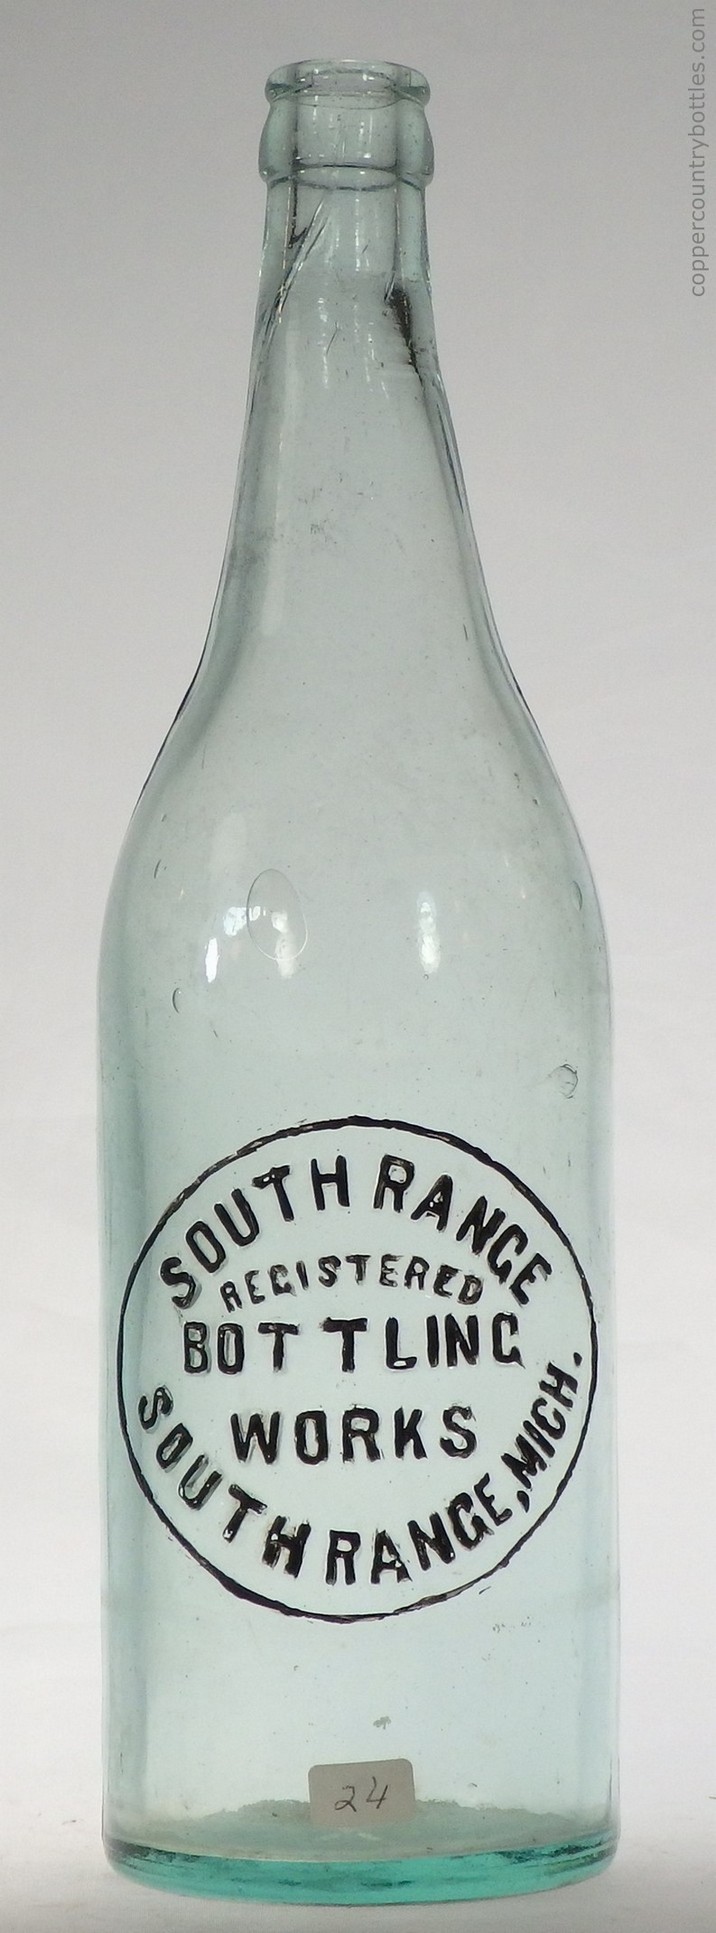 coppercountrybottles.com
SOUTH RANGE
REGISTERED
BOTTLING
WORKS
SOUTH RANGE, MICH.
24